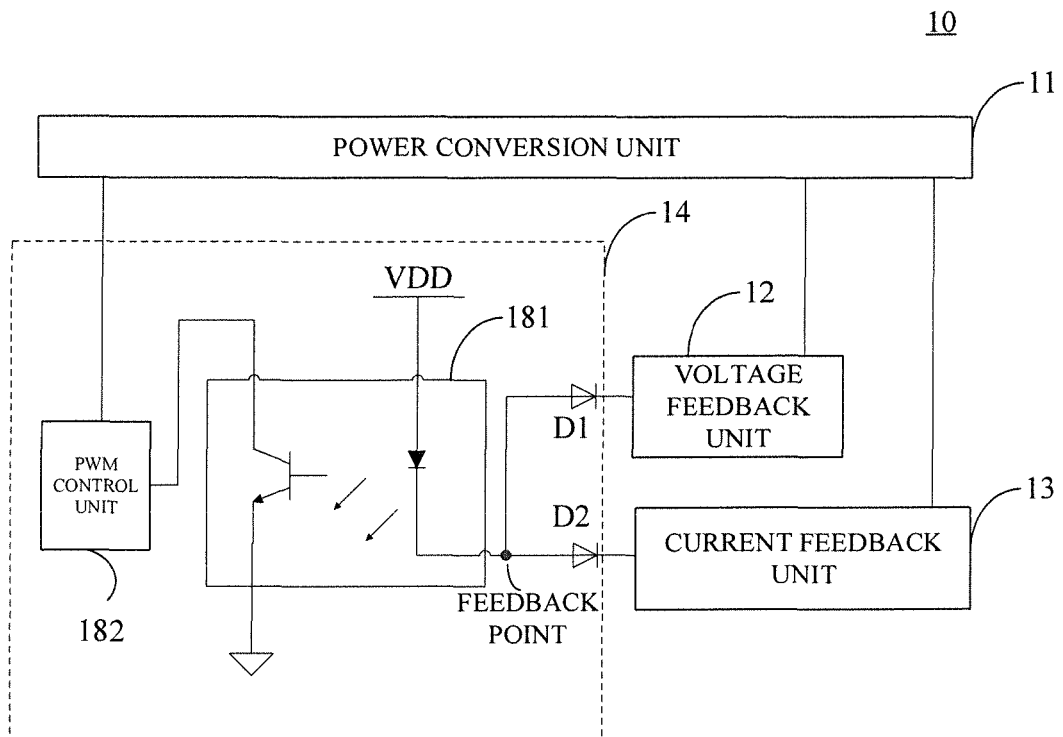 10
11
POWER CONVERSION UNIT
14
VDD
12
181
VOLTAGE
FEEDBACK
UNIT
D1
PWM
CONTROL
UNIT
13
D2
CURRENT FEEDBACK
UNIT
FEEDBACK
POINT
182